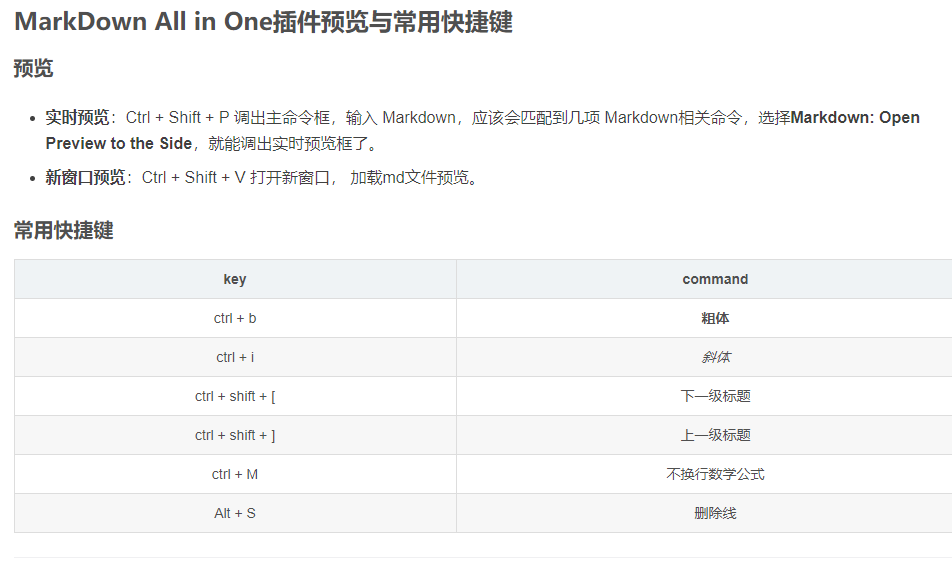 MarkDown All in One插件预览与常用快捷键
预览
实时预览：Ctrl + Shift + P 调出主命令框，输入 Markdown，应该会匹配到几项 Markdown相关命令，选择Markdown: Open
Preview to the Side，就能调出实时预览框了。
新窗口预览：Ctrl + Shift + V 打开新窗口， 加载md文件预览。
常用快捷键
key command
ctrl + b 粗体
ctrl + i 斜体
ctrl + shift + [ 下一级标题
ctrl + shift + ] 上一级标题
ctrl + M 不换行数学公式
Alt + S 删除线